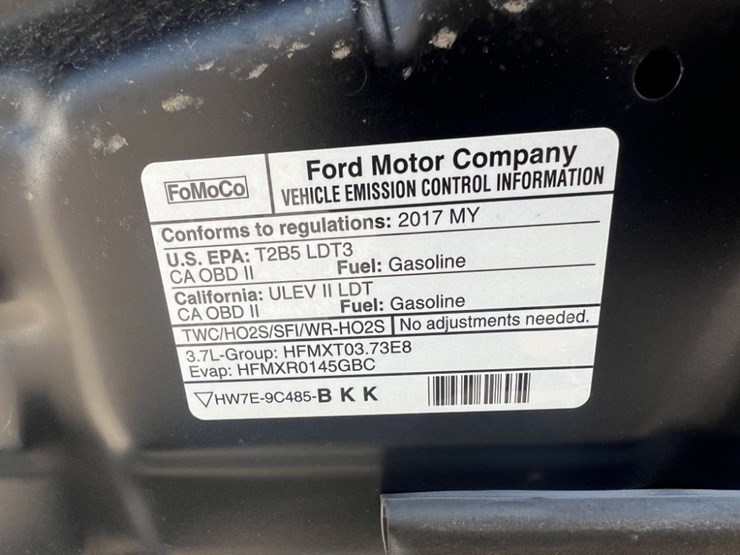 FoMoCo
Ford Motor Company
VEHICLE EMISSION CONTROL INFORMATION
Conforms to regulations: 2017 MY
U.S. EPA: T2B5 LDT3
CA OBD II Fuel: Gasoline
California: ULEV II LDT
CA OBD II Fuel: Gasoline
TWC/HO2S/SFI/WR-HO2S No adjustments needed.
3.7L-Group: HFMXT03.73E8
Evap: HFMXR0145GBC
HW7E-9C485-B K K